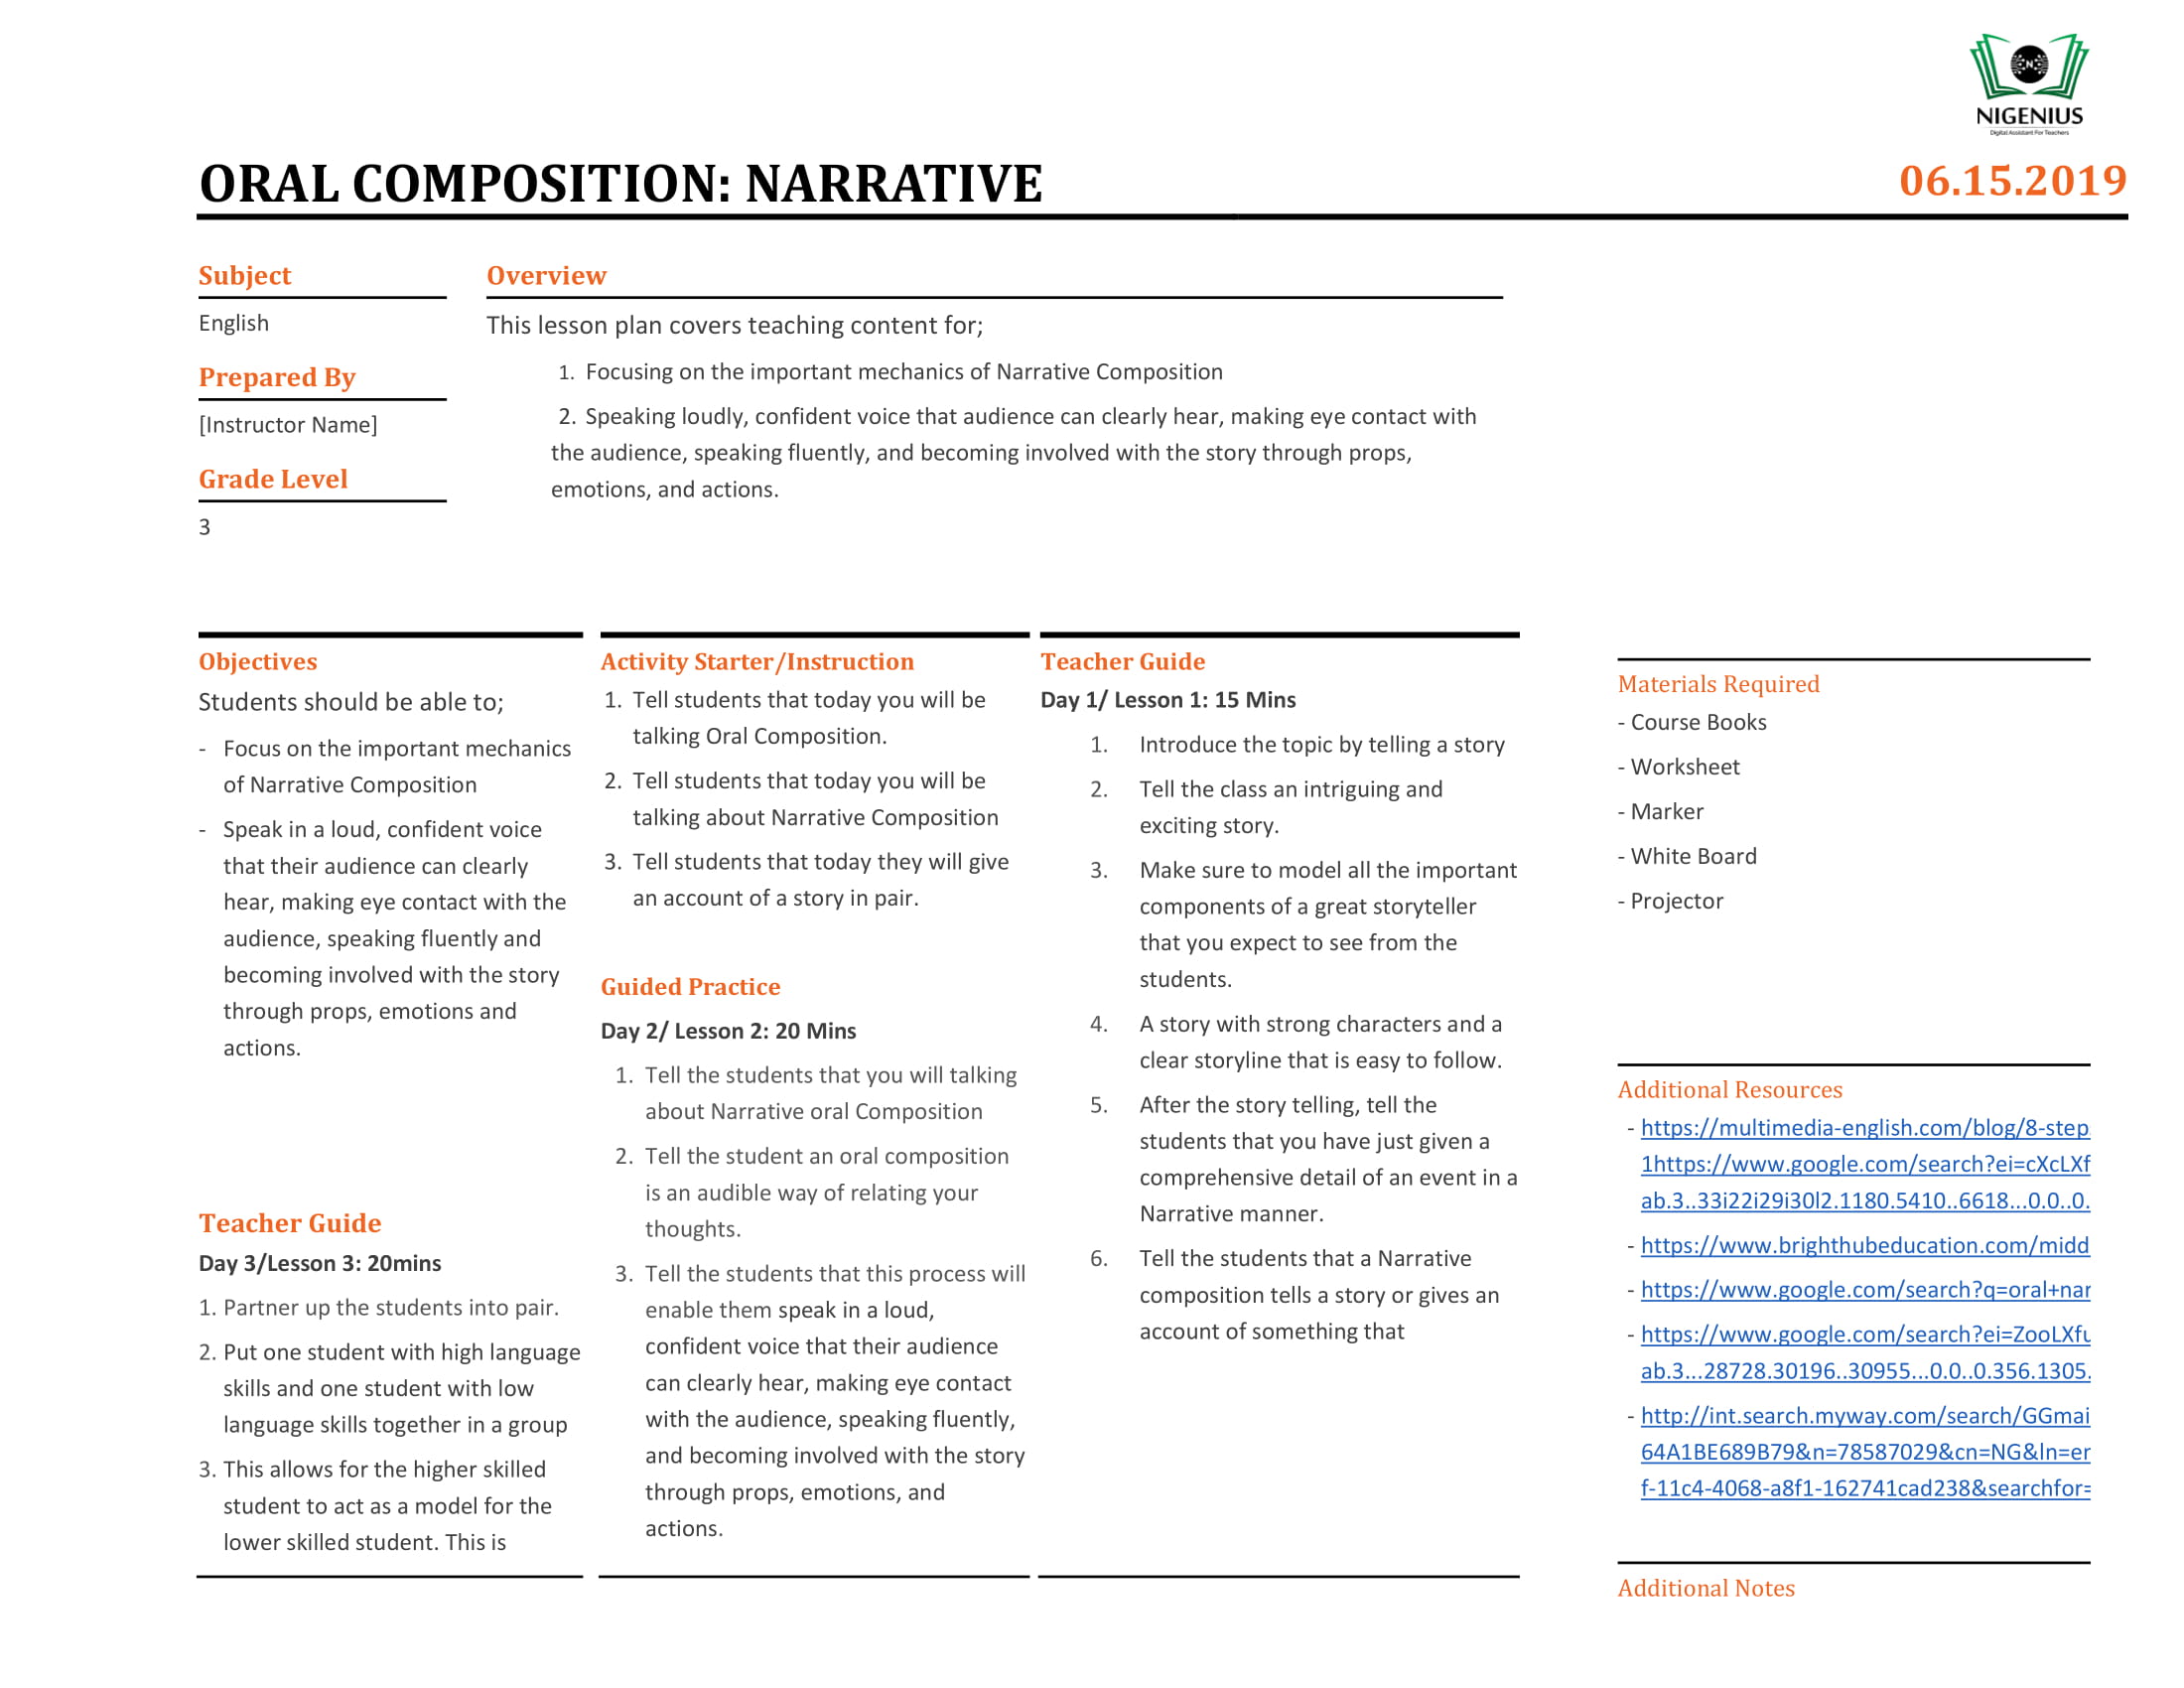 NIGENIUS
Digital Assistant For Teachers
ORAL COMPOSITION: NARRATIVE
06.15.2019
Subject
English
Prepared By
[Instructor Name]
Grade Level
3
Overview
This lesson plan covers teaching content for;
1. Focusing on the important mechanics of Narrative Composition
2. Speaking loudly, confident voice that audience can clearly hear, making eye contact with
the audience, speaking fluently, and becoming involved with the story through props,
emotions, and actions.
Objectives
Students should be able to;
- Focus on the important mechanics
of Narrative Composition
- Speak in a loud, confident voice
that their audience can clearly
hear, making eye contact with the
audience, speaking fluently and
becoming involved with the story
through props, emotions and
actions.
Teacher Guide
Day 3/Lesson 3: 20mins
1. Partner up the students into pair.
2. Put one student with high language
skills and one student with low
language skills together in a group
3. This allows for the higher skilled
student to act as a model for the
lower skilled student. This is
Activity Starter/Instruction
1. Tell students that today you will be
talking Oral Composition.
2. Tell students that today you will be
talking about Narrative Composition
3. Tell students that today they will give
an account of a story in pair.
Guided Practice
Day 2/ Lesson 2: 20 Mins
1. Tell the students that you will talking
about Narrative oral Composition
2. Tell the student an oral composition
is an audible way of relating your
thoughts.
3. Tell the students that this process will
enable them speak in a loud,
confident voice that their audience
can clearly hear, making eye contact
with the audience, speaking fluently,
and becoming involved with the story
through props, emotions, and
actions.
Teacher Guide
Day 1/ Lesson 1: 15 Mins
1. Introduce the topic by telling a story
2. Tell the class an intriguing and
exciting story.
3. Make sure to model all the important
components of a great storyteller
that you expect to see from the
students.
4. A story with strong characters and a
clear storyline that is easy to follow.
5. After the story telling, tell the
students that you have just given a
comprehensive detail of an event in a
Narrative manner.
6. Tell the students that a Narrative
composition tells a story or gives an
account of something that
Materials Required
- Course Books
- Worksheet
- Marker
- White Board
- Projector
Additional Resources
- https://multimedia-english.com/blog/8-step
1https://www.google.com/search?ei=cXcLXf
ab.3..33i22i29i30l2.1180.5410..6618...0.0..0.
- https://www.brighthubeducation.com/midd
- https://www.google.com/search?q=oral+nar
- https://www.google.com/search?ei=ZooLXfu
ab.3...28728.30196..30955...0.0..0.356.1305.
- http://int.search.myway.com/search/GGmai
64A1BE689B79&n=78587029&cn=NG&ln=en
f-11c4-4068-a8f1-162741cad238&searchfor=
Additional Notes